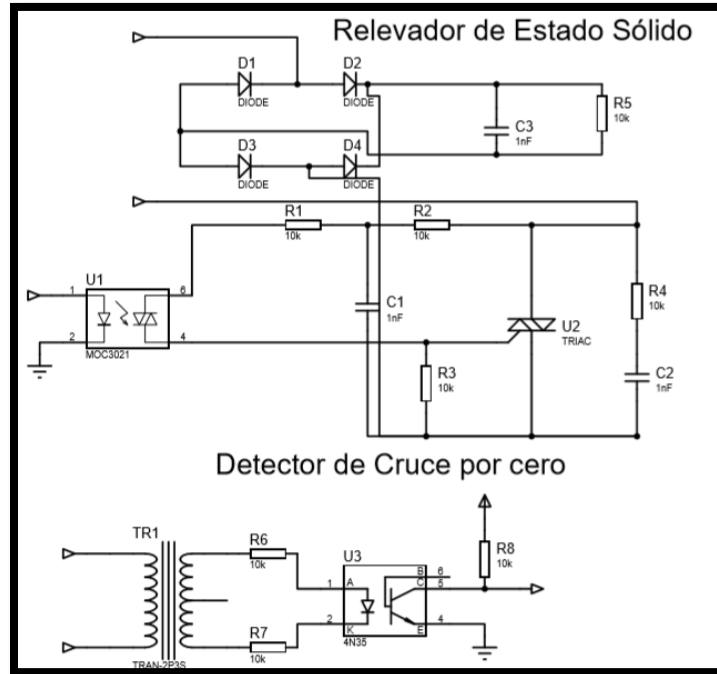 Relevador de Estado Sólido
D1
D2
DIODE
DIODE
C3
1nF
R5
10k
D3
D4
DIODE
DIODE
R1
10k
R2
10k
U1
1
6
2
4
MOC3021
C1
1nF
R3
10k
U2
TRIAC
R4
10k
C2
1nF
Detector de Cruce por cero
TR1
TRAN-2P3S
R6
10k
R7
10k
U3
1
A
2
K
B
6
C
5
E
4
4N35
R8
10k